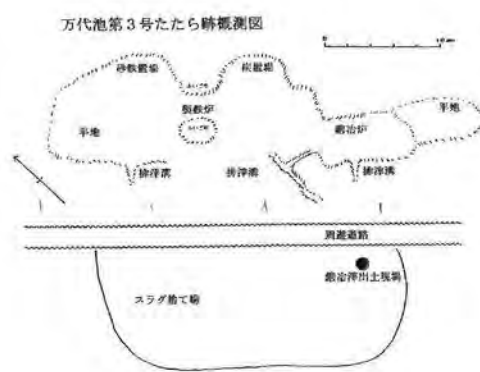 万代池第3号たたら跡概測図
砂鉄置場
炭置場
製鉄炉
平地
鍛冶炉
平地
排滓溝
排滓溝
排滓溝
周遊道路
鍛冶滓出土現場
スラグ捨て場